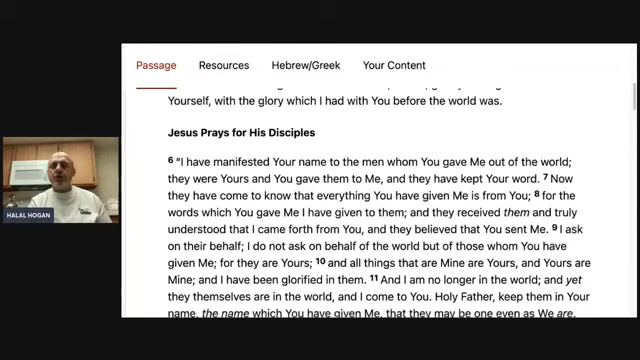 Passage Resources Hebrew/Greek Your Content
Yourself, with the glory which I had with You before the world was.
Jesus Prays for His Disciples
6 “I have manifested Your name to the men whom You gave Me out of the world;
they were Yours and You gave them to Me, and they have kept Your word. 7 Now
they have come to know that everything You have given Me is from You; 8 for the
words which You gave Me I have given to them; and they received them and truly
understood that I came forth from You, and they believed that You sent Me. 9 I ask
on their behalf; I do not ask on behalf of the world but of those whom You have
given Me; for they are Yours; 10 and all things that are Mine are Yours, and Yours are
Mine; and I have been glorified in them. 11 And I am no longer in the world; and yet
they themselves are in the world, and I come to You. Holy Father, keep them in Your
name, the name which You have given Me, that they may be one even as We are.
HALAL HOGAN